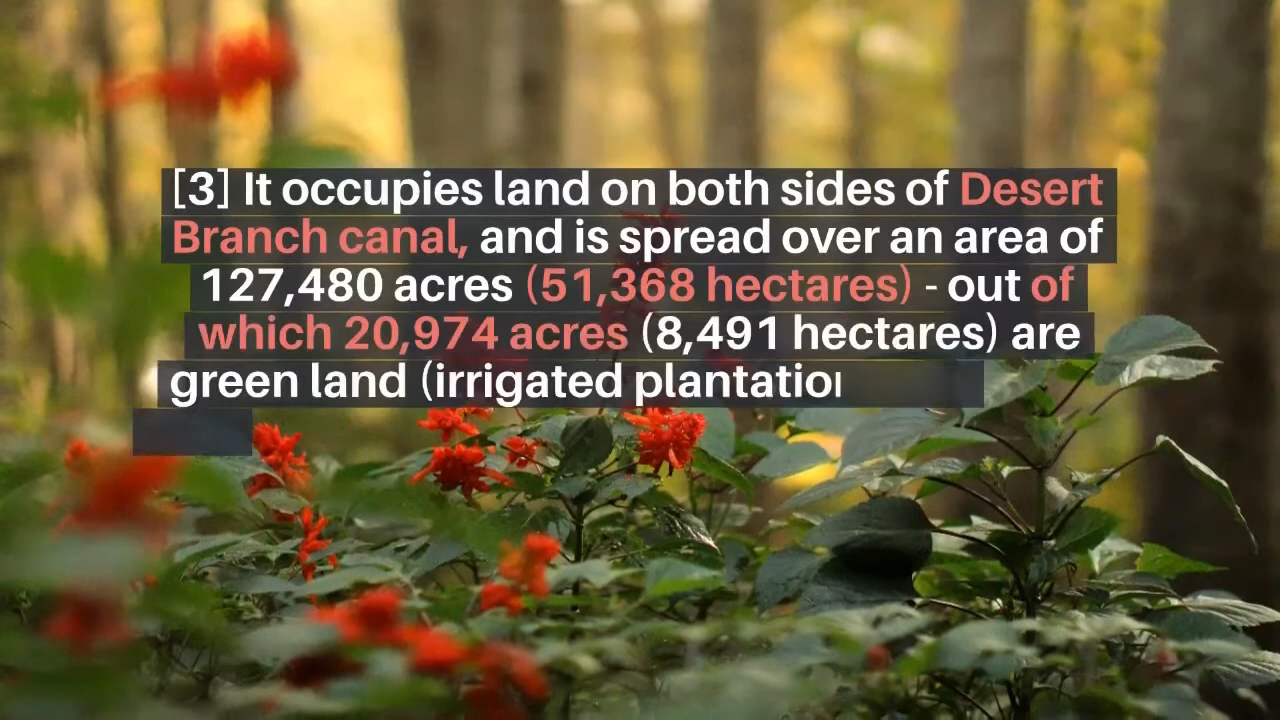 [3] It occupies land on both sides of Desert
Branch canal, and is spread over an area of
127,480 acres (51,368 hectares) - out of
which 20,974 acres (8,491 hectares) are
green land (irrigated plantatio